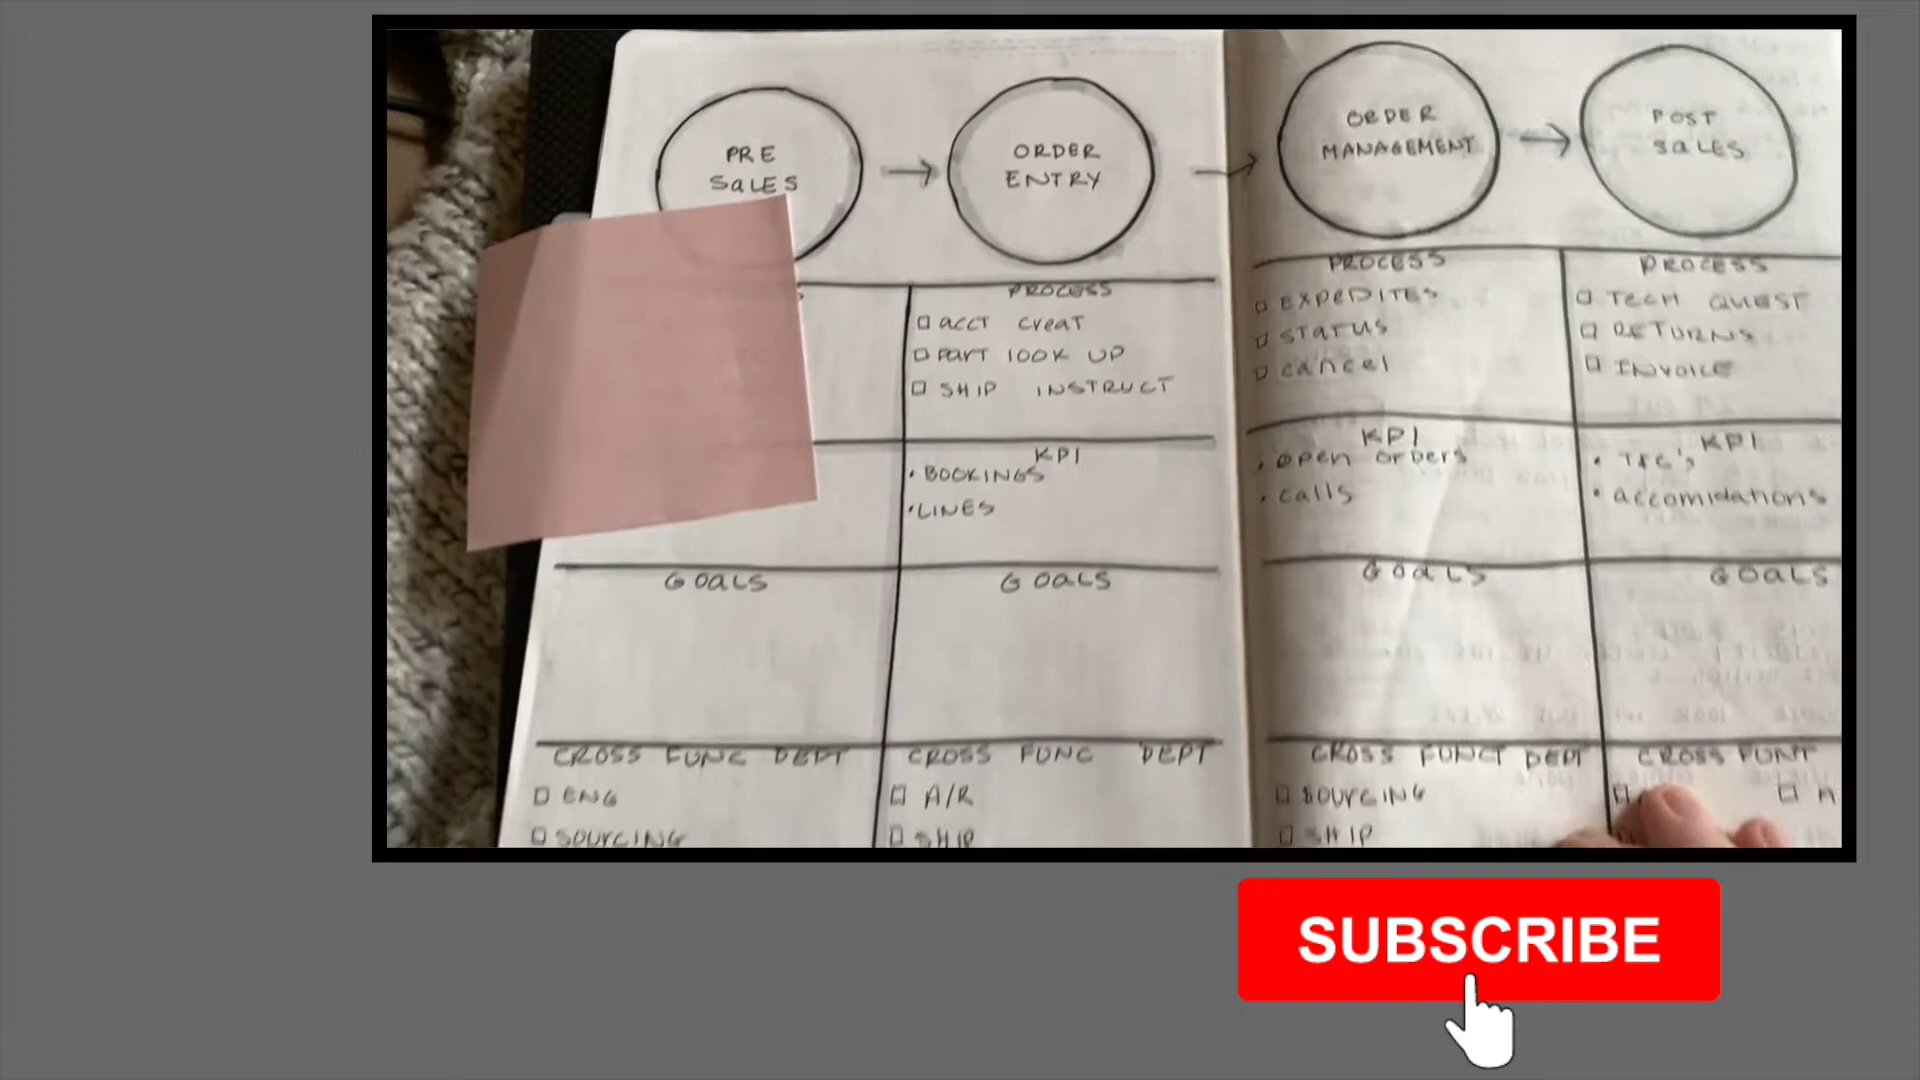 PRE
SALES
ORDER
ENTRY
ORDER
MANAGEMENT
POST
SALES
PROCESS
acct creat
Part look up
SHIP INSTRUCT
KPI
BOOKINGS
LINES
GOALS
GOALS
CROSS FUNC DEPT
ENG
SOURCING
CROSS FUNC DEPT
A/R
SHIP
PROCESS
EXPEDITES
STATUS
cancel
KPI
open orders
calls
GOALS
CROSS FUNCT DEPT
SOURCING
SHIP
PROCESS
TECH QUEST
RETURNS
INVOICE
KPI
accomidations
GOALS
CROSS FUNT
SUBSCRIBE